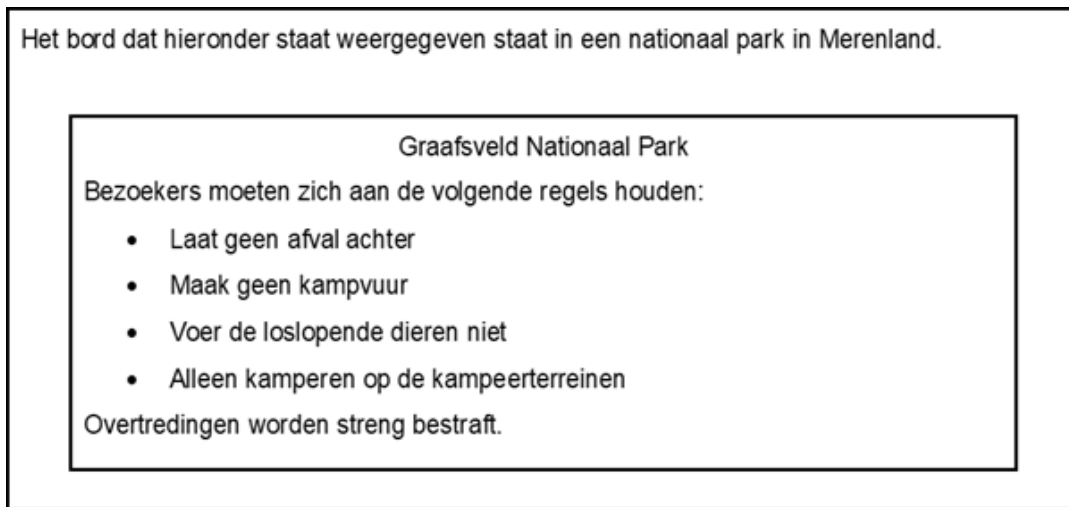 Het bord dat hieronder staat weergegeven staat in een nationaal park in Merenland.
Graafsveld Nationaal Park
Bezoekers moeten zich aan de volgende regels houden:
• Laat geen afval achter
• Maak geen kampvuur
• Voer de loslopende dieren niet
• Alleen kamperen op de kampeerterreinen
Overtredingen worden streng bestraft.